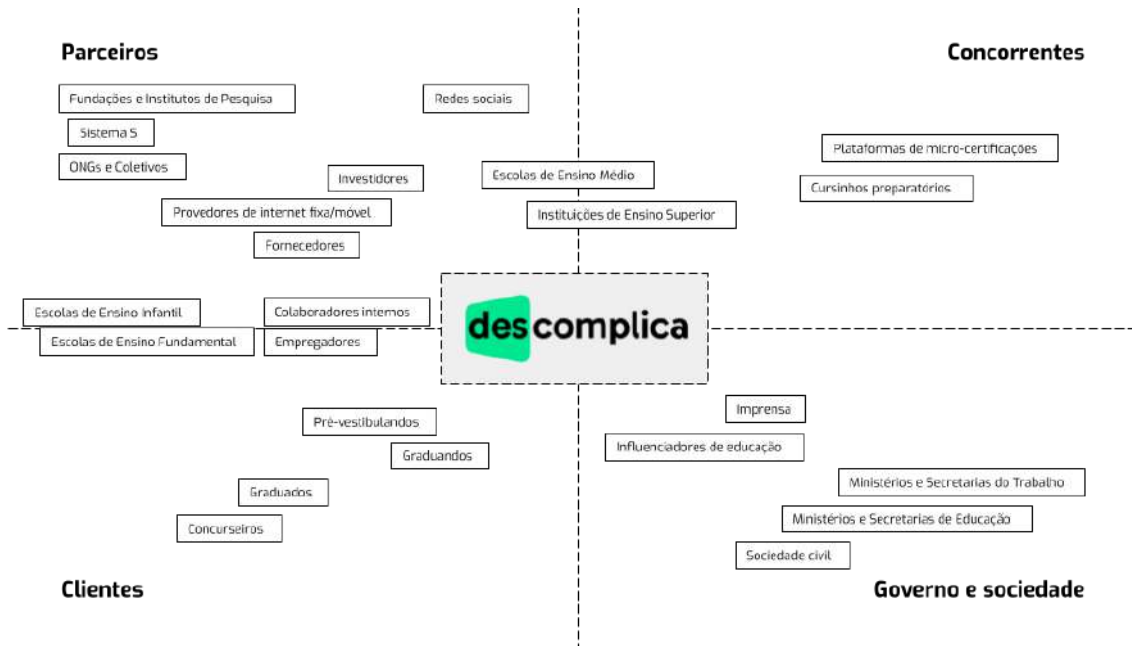 Parceiros
Concorrentes
Fundações e Institutos de Pesquisa
Redes sociais
Sistema S
Plataformas de micro-certificações
ONGs e Coletivos
Investidores
Escolas de Ensino Médio
Cursinhos preparatórios
Provedores de internet fixa/móvel
Instituições de Ensino Superior
Fornecedores
Escolas de Ensino Infantil
Colaboradores internos
descomplica
Escolas de Ensino Fundamental
Empregadores
Imprensa
Pré-vestibulandos
Influenciadores de educação
Graduandos
Ministérios e Secretarias do Trabalho
Graduados
Ministérios e Secretarias de Educação
Concurseiros
Sociedade civil
Clientes
Governo e sociedade